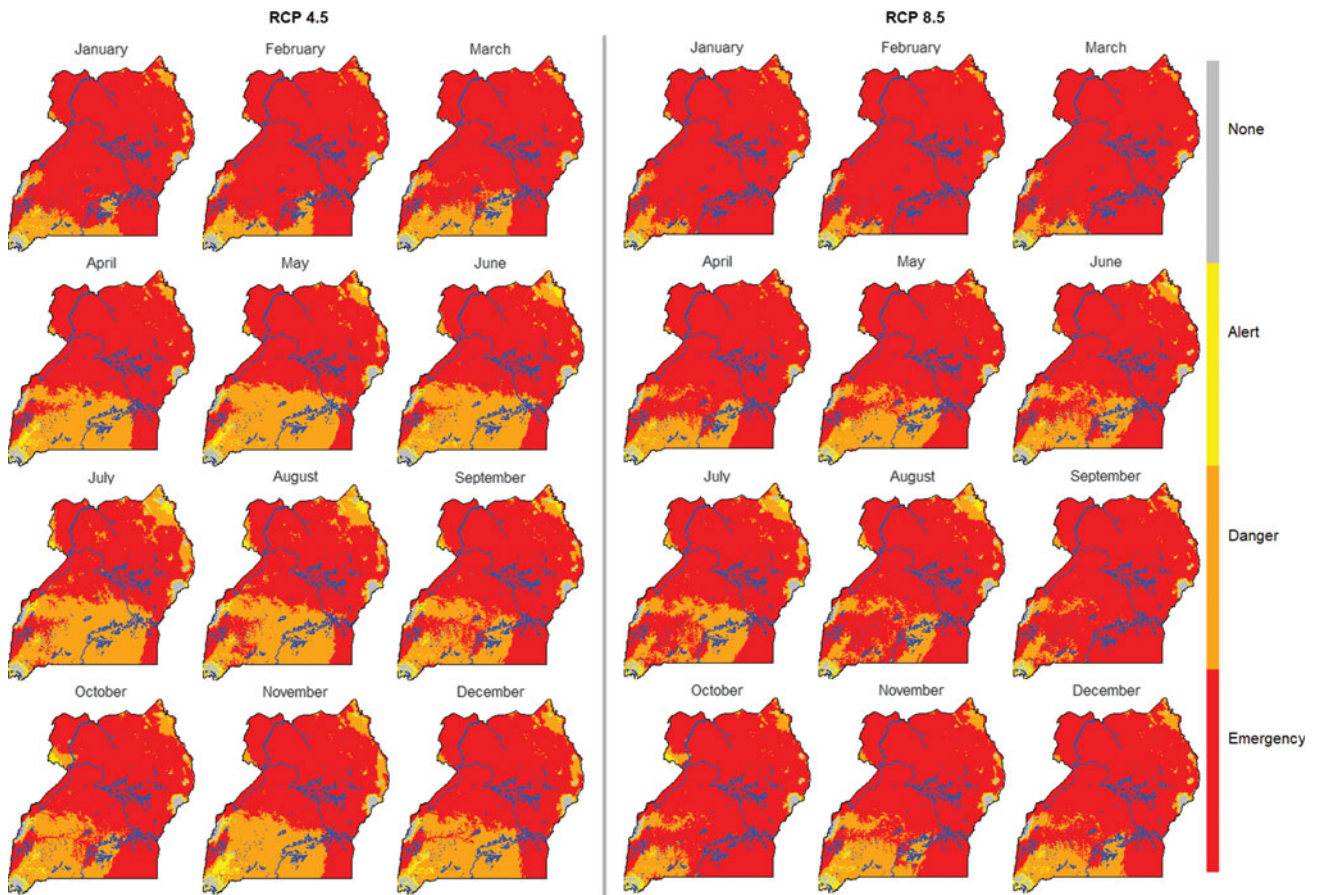 RCP 4.5
RCP 8.5
January
February
March
January
February
March
April
May
June
April
May
June
July
August
September
July
August
September
October
November
December
October
November
December
None
Alert
Danger
Emergency